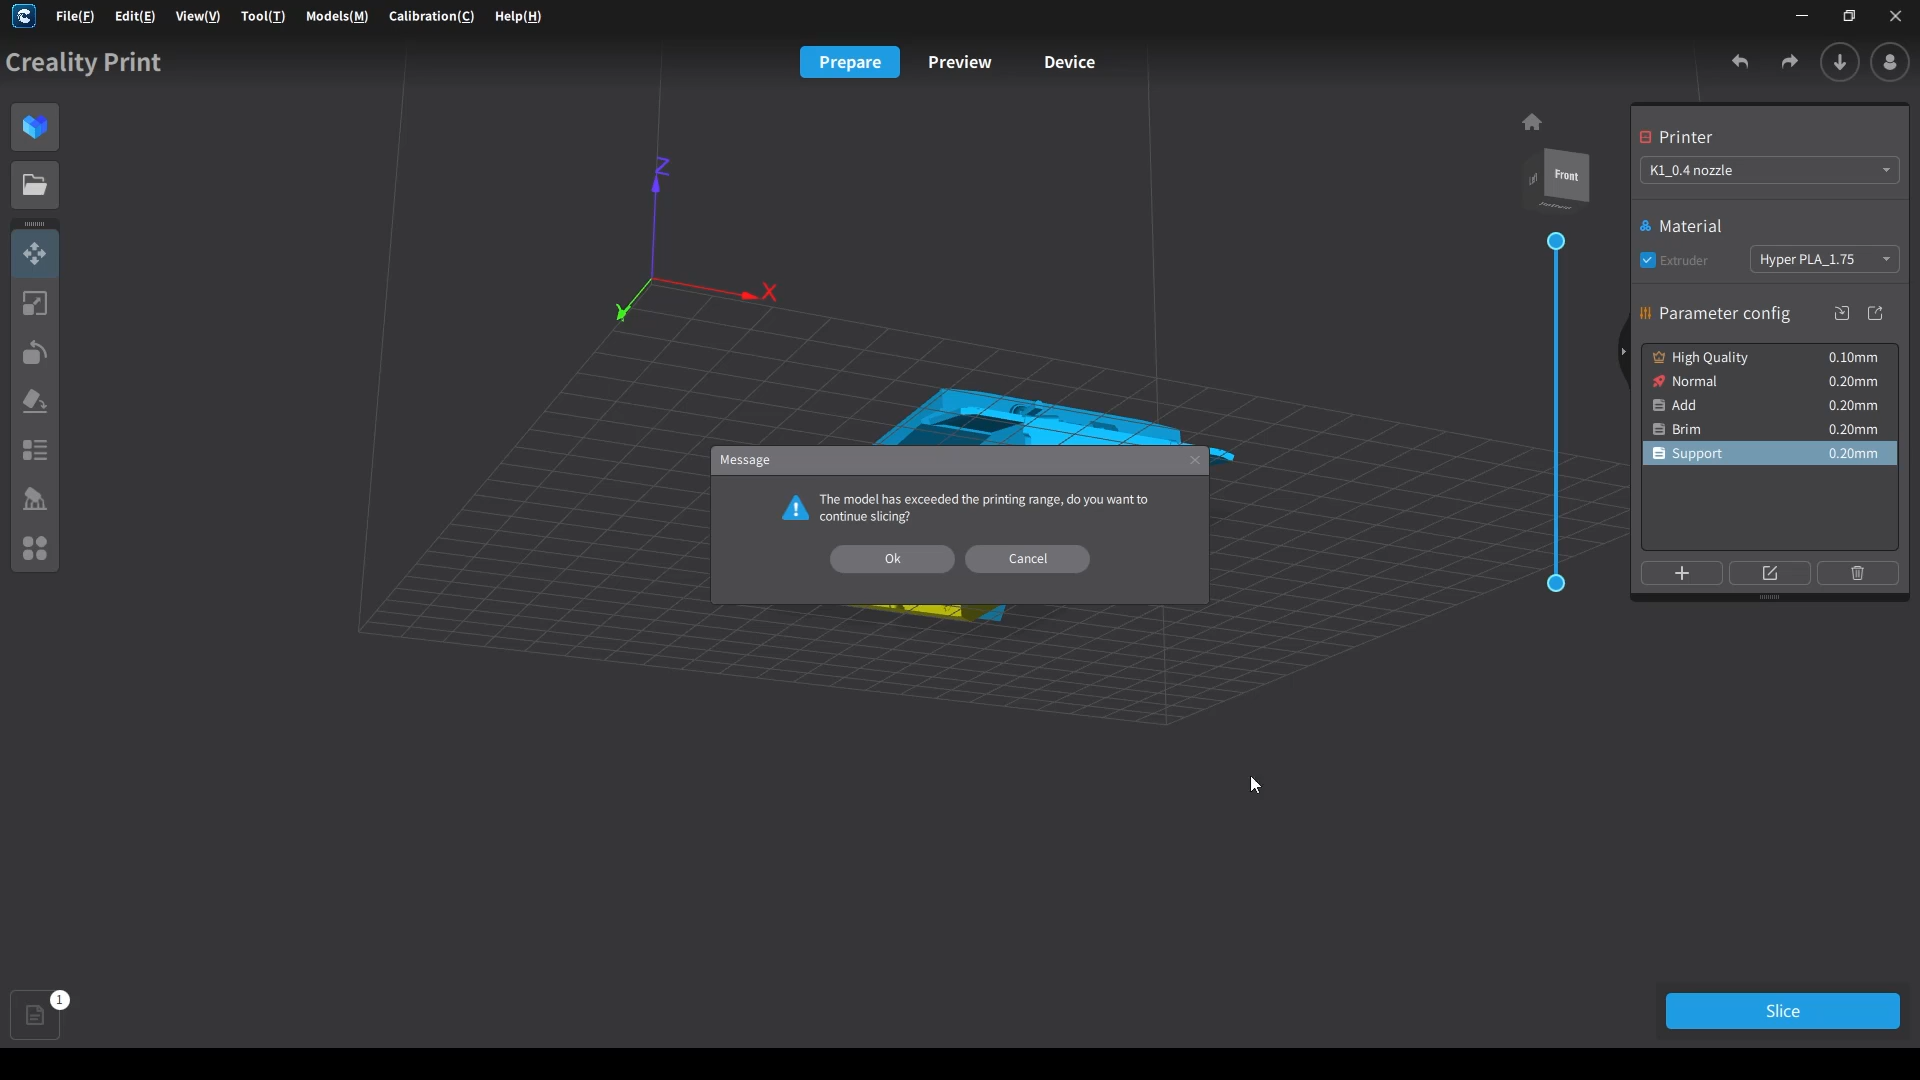 File(F) Edit(E) View(V) Tool(T) Models(M) Calibration(C) Help(H)
Creality Print
Prepare Preview Device
Z
X
Y
Front
Printer
K1_0.4 nozzle
Material
Extruder Hyper PLA_1.75
Parameter config
High Quality 0.10mm
Normal 0.20mm
Add 0.20mm
Brim 0.20mm
Support 0.20mm
Message
The model has exceeded the printing range, do you want to
continue slicing?
Ok Cancel
1
Slice